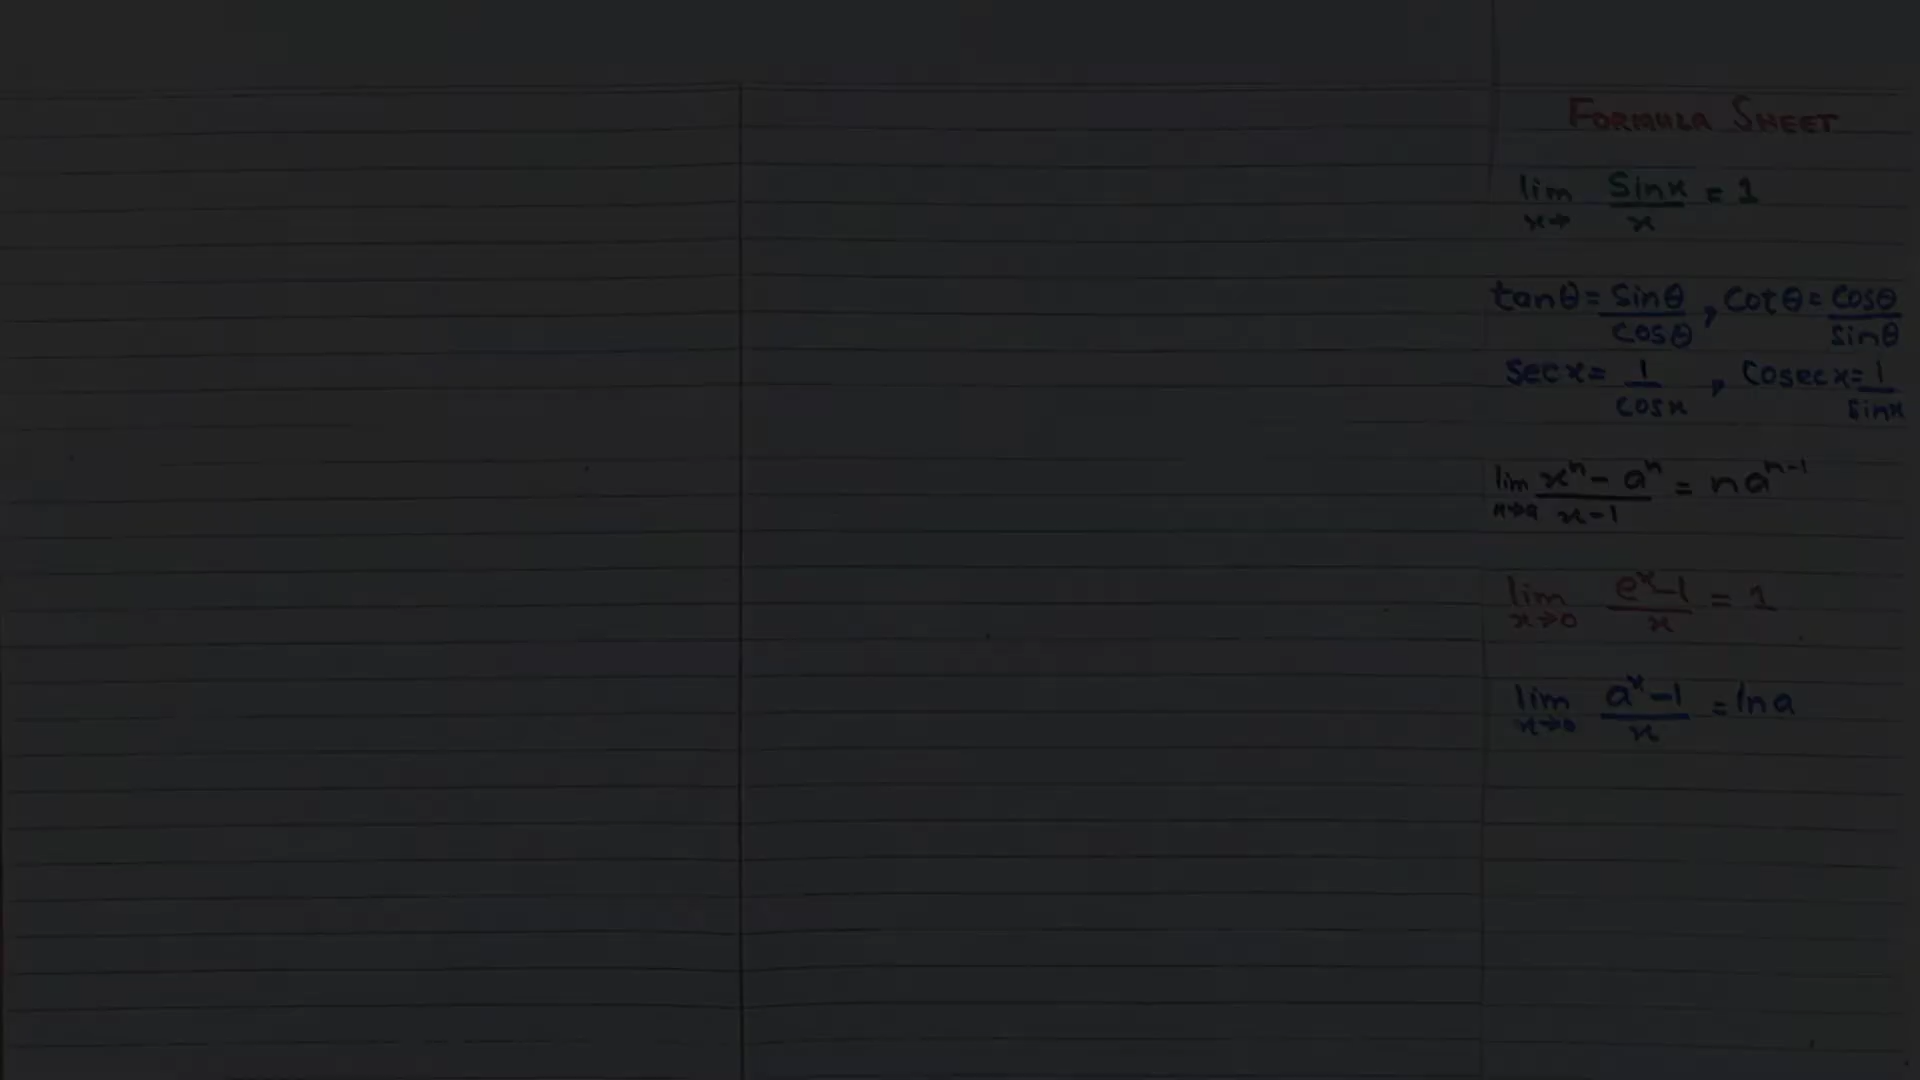 FORMULA SHEET
lim x→ sinx/x = 1
tanθ = sinθ/cosθ , cotθ = cosθ/sinθ
secx = 1/cosx , cosecx = 1/sinx
lim x→a xⁿ - aⁿ/x-1 = naⁿ⁻¹
lim x→0 eˣ-1/x = 1
lim x→0 aˣ-1/x = lna